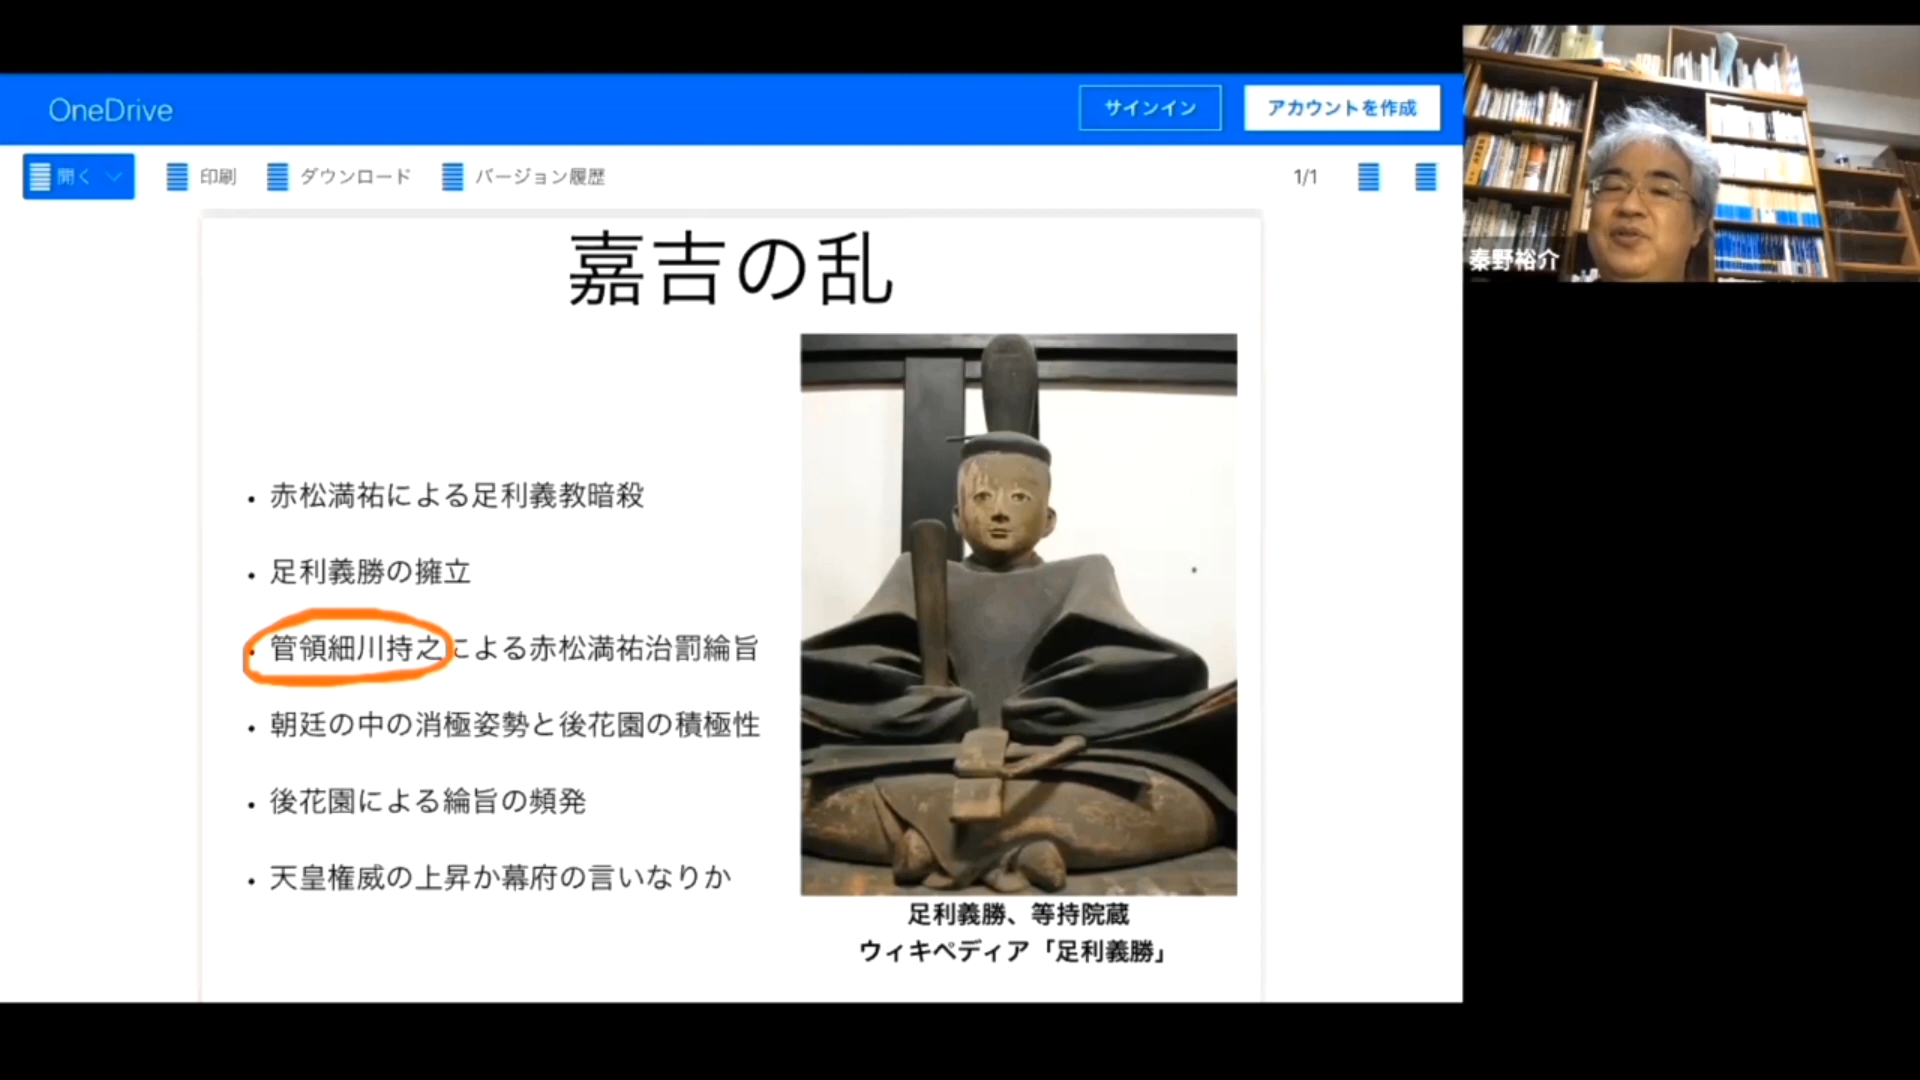 OneDrive
サインイン
アカウントを作成
開く
印刷
ダウンロード
バージョン履歴
1/1
嘉吉の乱
• 赤松満祐による足利義教暗殺
• 足利義勝の擁立
• 管領細川持之による赤松満祐治罰綸旨
• 朝廷の中の消極姿勢と後花園の積極性
• 後花園による綸旨の頻発
• 天皇権威の上昇か幕府の言いなりか
足利義勝、等持院蔵
ウィキペディア「足利義勝」
秦野裕介